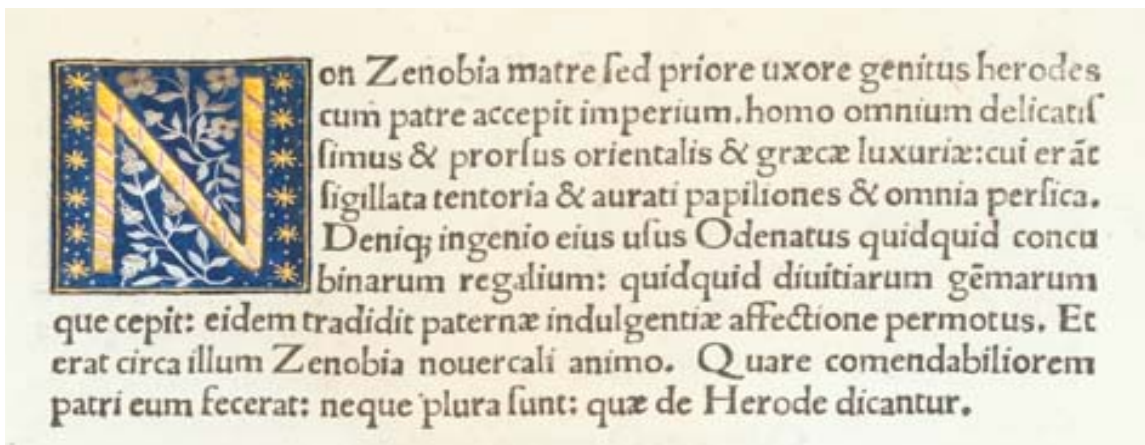 Non Zenobia matre ſed priore uxore genitus herodes
cum patre accepit imperium.homo omnium delicatiſ
ſimus & prorſus orientalis & græcæ luxuriæ:cui erāt
ſigillata tentoria & aurati papiliones & omnia perſica.
Deniq; ingenio eius uſus Odenatus quidquid concu
binarum regalium: quidquid diuitiarum gēmarum
que cepit: eidem tradidit paternæ indulgentiæ affectione permotus. Et
erat circa illum Zenobia nouercali animo. Quare comendabiliorem
patri eum fecerat: neque plura ſunt: quæ de Herode dicantur.